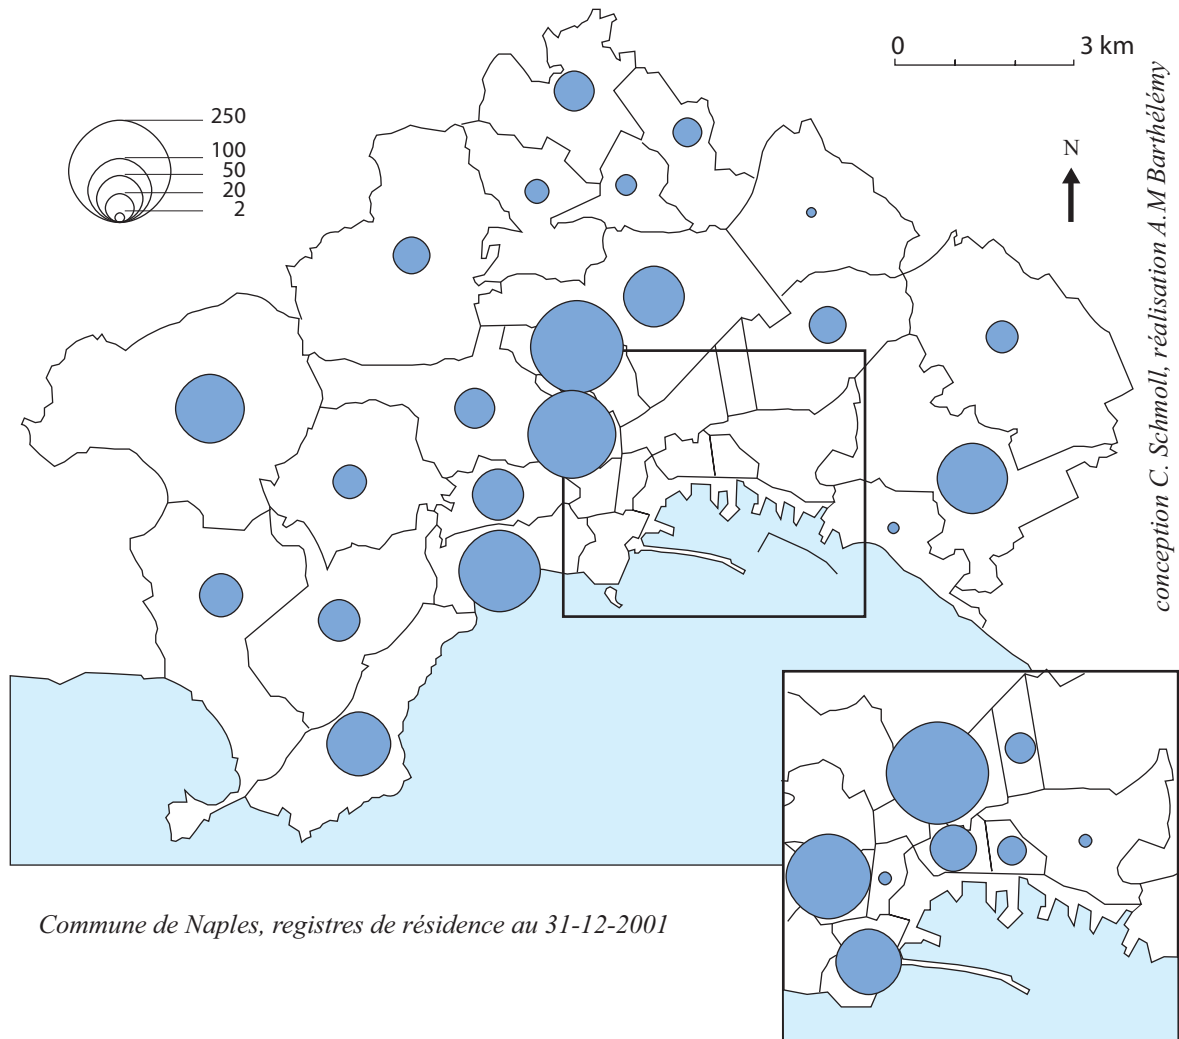 0 3 km
250
100
50
20
2
N
conception C. Schmoll, réalisation A.M Barthélémy
Commune de Naples, registres de résidence au 31-12-2001